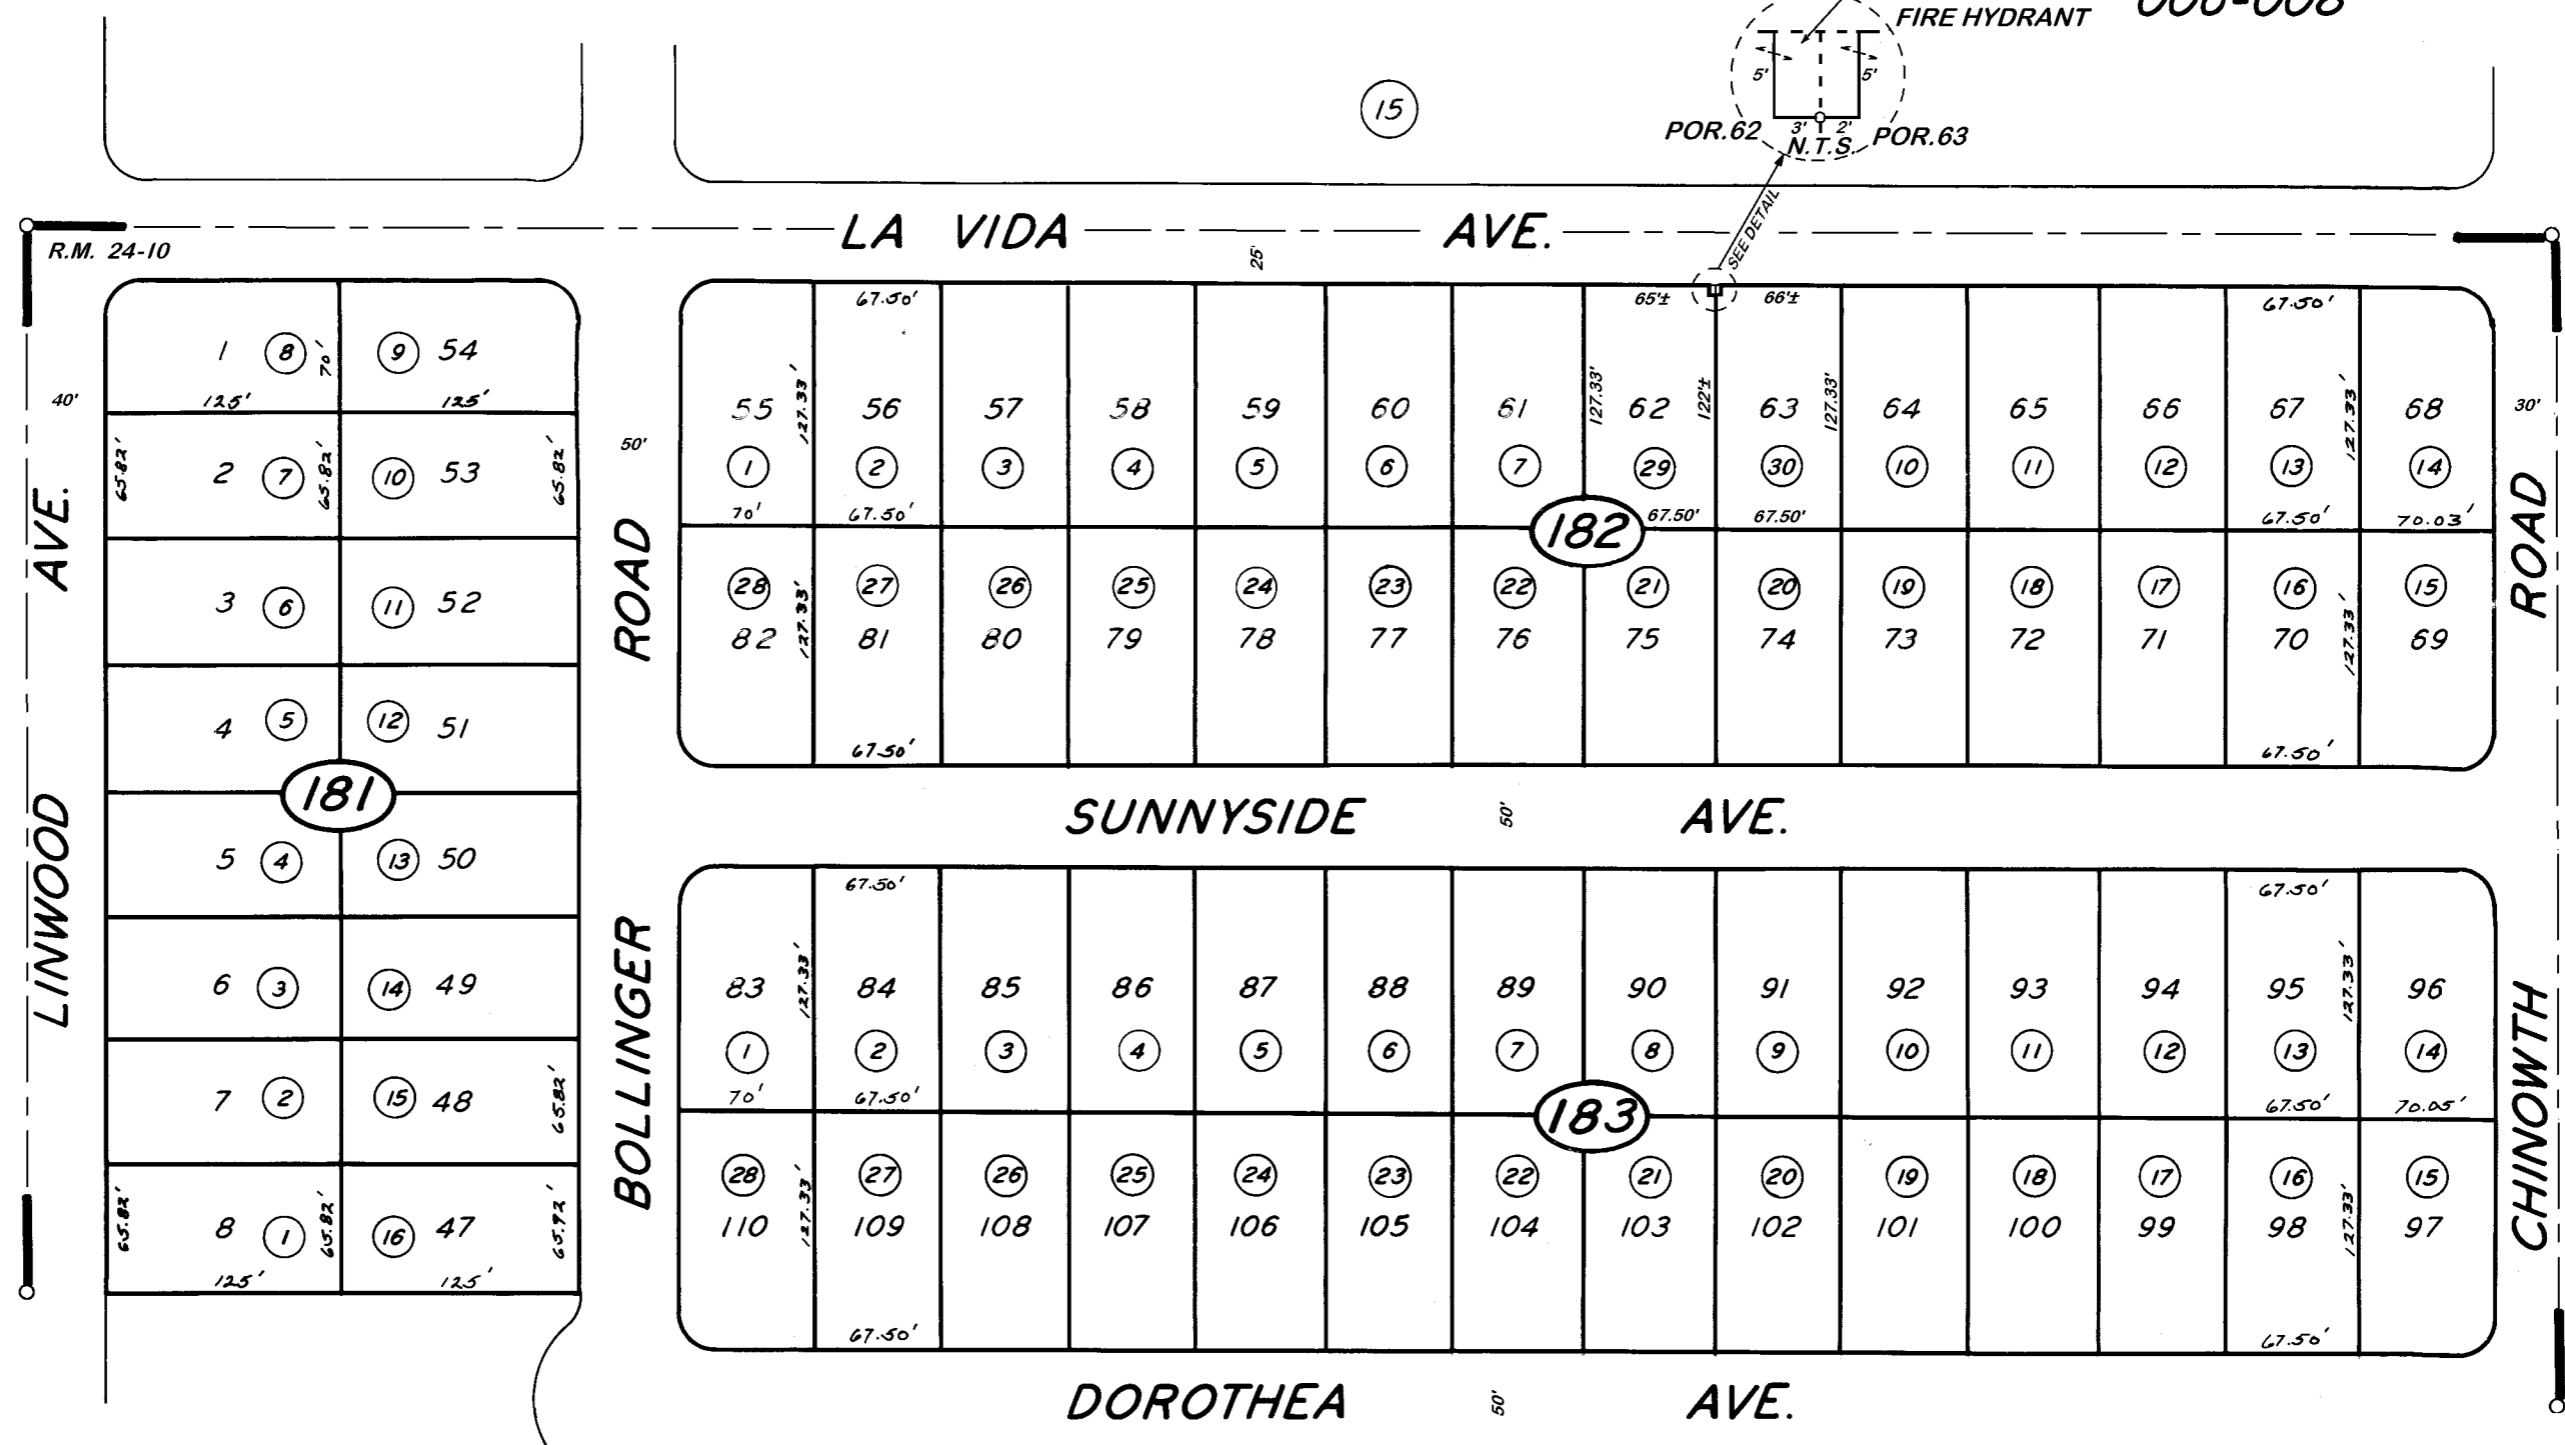 FIRE HYDRANT
15
5' 5'
POR.62 3' 2' POR.63
N.T.S.
SEE DETAIL
LA VIDA AVE.
R.M. 24-10
25'
40'
50'
30'
LINWOOD AVE.
BOLLINGER ROAD
CHINOWTH ROAD
1 8 70' 9 54
125' 125'
65.82' 2 7 65.82' 10 53 65.82'
3 6 11 52
4 5 12 51
181
5 4 13 50
6 3 14 49
7 2 15 48 65.82'
65.82' 8 1 65.82' 16 47 65.92'
125' 125'
67.50' 65'± 66'± 67.50'
127.33' 127.33' 122'± 127.33' 127.33'
55 56 57 58 59 60 61 62 63 64 65 66 67 68
1 2 3 4 5 6 7 29 30 10 11 12 13 14
70' 67.50' 67.50' 67.50' 67.50' 70.03'
182
28 27 26 25 24 23 22 21 20 19 18 17 16 15
127.33' 127.33'
82 81 80 79 78 77 76 75 74 73 72 71 70 69
67.50' 67.50'
SUNNYSIDE 50' AVE.
67.50' 67.50'
127.33' 127.33'
83 84 85 86 87 88 89 90 91 92 93 94 95 96
1 2 3 4 5 6 7 8 9 10 11 12 13 14
70' 67.50' 67.50' 70.05'
183
28 27 26 25 24 23 22 21 20 19 18 17 16 15
127.33' 127.33'
110 109 108 107 106 105 104 103 102 101 100 99 98 97
67.50' 67.50'
DOROTHEA 50' AVE.